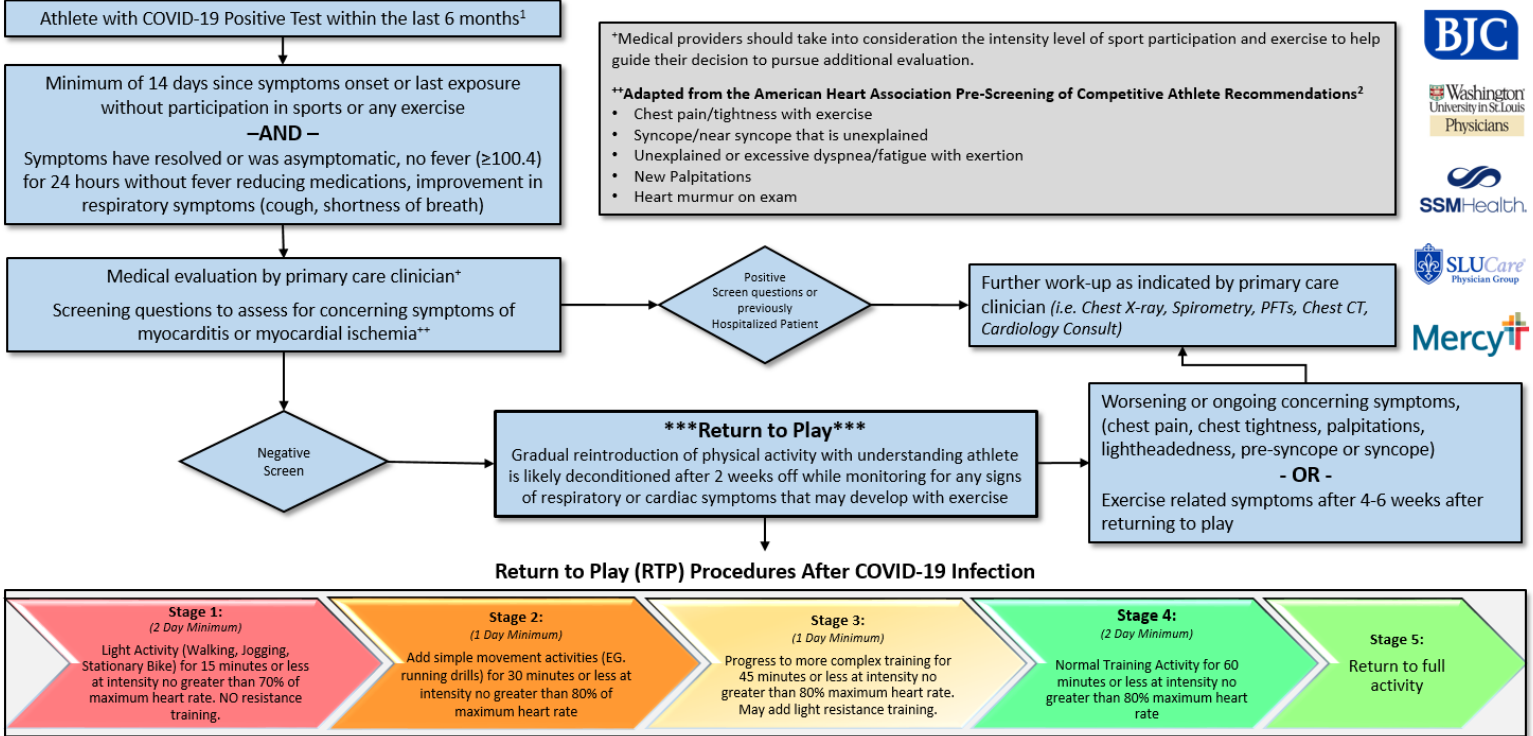 Athlete with COVID-19 Positive Test within the last 6 months¹
Minimum of 14 days since symptoms onset or last exposure
without participation in sports or any exercise
–AND –
Symptoms have resolved or was asymptomatic, no fever (≥100.4)
for 24 hours without fever reducing medications, improvement in
respiratory symptoms (cough, shortness of breath)
⁺Medical providers should take into consideration the intensity level of sport participation and exercise to help
guide their decision to pursue additional evaluation.
⁺⁺Adapted from the American Heart Association Pre-Screening of Competitive Athlete Recommendations²
• Chest pain/tightness with exercise
• Syncope/near syncope that is unexplained
• Unexplained or excessive dyspnea/fatigue with exertion
• New Palpitations
• Heart murmur on exam
BJC
Washington
University in St. Louis
Physicians
SSMHealth.
SLUCare
Physician Group
Mercy
Medical evaluation by primary care clinician⁺
Screening questions to assess for concerning symptoms of
myocarditis or myocardial ischemia⁺⁺
Positive
Screen questions or
previously
Hospitalized Patient
Further work-up as indicated by primary care
clinician (i.e. Chest X-ray, Spirometry, PFTs, Chest CT,
Cardiology Consult)
Negative
Screen
***Return to Play***
Gradual reintroduction of physical activity with understanding athlete
is likely deconditioned after 2 weeks off while monitoring for any signs
of respiratory or cardiac symptoms that may develop with exercise
Worsening or ongoing concerning symptoms,
(chest pain, chest tightness, palpitations,
lightheadedness, pre-syncope or syncope)
- OR -
Exercise related symptoms after 4-6 weeks after
returning to play
Return to Play (RTP) Procedures After COVID-19 Infection
Stage 1:
(2 Day Minimum)
Light Activity (Walking, Jogging,
Stationary Bike) for 15 minutes or less
at intensity no greater than 70% of
maximum heart rate. NO resistance
training.
Stage 2:
(1 Day Minimum)
Add simple movement activities (EG.
running drills) for 30 minutes or less at
intensity no greater than 80% of
maximum heart rate
Stage 3:
(1 Day Minimum)
Progress to more complex training for
45 minutes or less at intensity no
greater than 80% maximum heart rate.
May add light resistance training.
Stage 4:
(2 Day Minimum)
Normal Training Activity for 60
minutes or less at intensity no
greater than 80% maximum heart
rate
Stage 5:
Return to full
activity